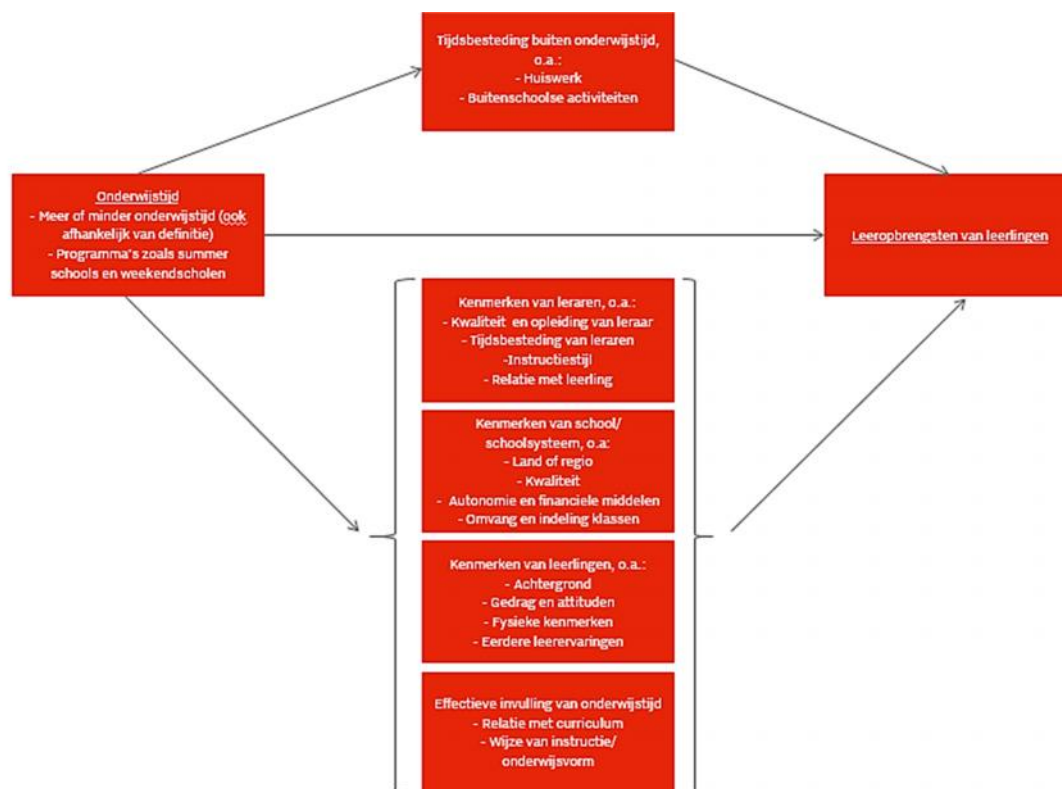 Tijdsbesteding buiten onderwijstijd,
o.a.:
- Huiswerk
- Buitenschoolse activiteiten
Onderwijstijd
- Meer of minder onderwijstijd (ook
afhankelijk van definitie)
- Programma's zoals summer
schools en weekendscholen
Leeropbrengsten van leerlingen
Kenmerken van leraren, o.a.:
- Kwaliteit en opleiding van leraar
- Tijdsbesteding van leraren
-Instructiestijl
- Relatie met leerling
Kenmerken van school/
schoolsysteem, o.a:
- Land of regio
- Kwaliteit
- Autonomie en financiele middelen
- Omvang en indeling klassen
Kenmerken van leerlingen, o.a.:
- Achtergrond
- Gedrag en attituden
- Fysieke kenmerken
- Eerdere leerervaringen
Effectieve invulling van onderwijstijd
- Relatie met curriculum
- Wijze van instructie/
onderwijsvorm